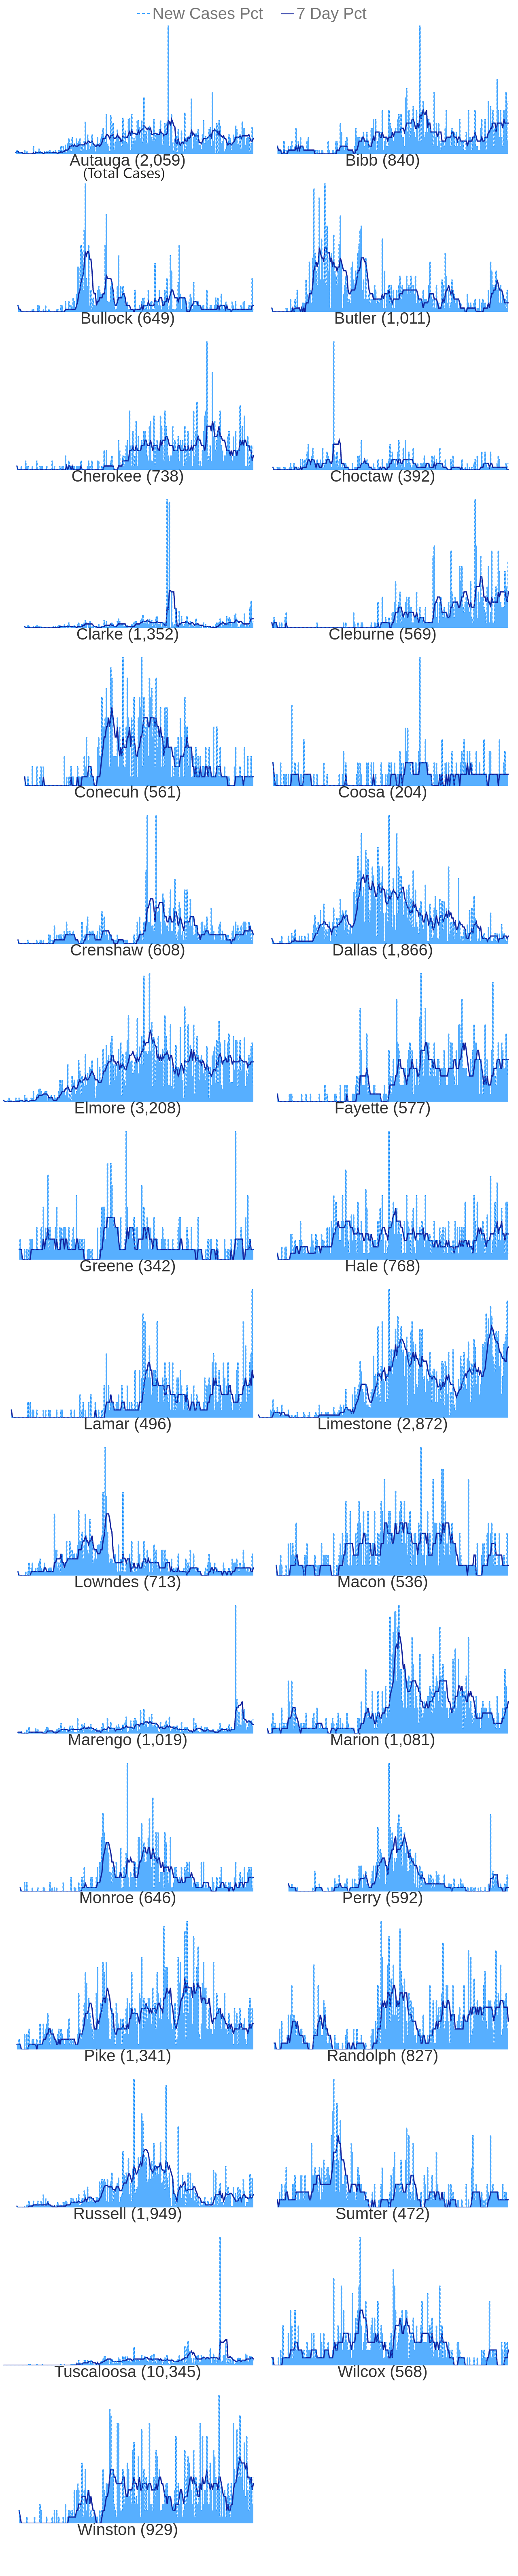 New Cases Pct 7 Day Pct
Autauga (2,059) Bibb (840)
(Total Cases)
Bullock (649) Butler (1,011)
Cherokee (738) Choctaw (392)
Clarke (1,352) Cleburne (569)
Conecuh (561) Coosa (204)
Crenshaw (608) Dallas (1,866)
Elmore (3,208) Fayette (577)
Greene (342) Hale (768)
Lamar (496) Limestone (2,872)
Lowndes (713) Macon (536)
Marengo (1,019) Marion (1,081)
Monroe (646) Perry (592)
Pike (1,341) Randolph (827)
Russell (1,949) Sumter (472)
Tuscaloosa (10,345) Wilcox (568)
Winston (929)